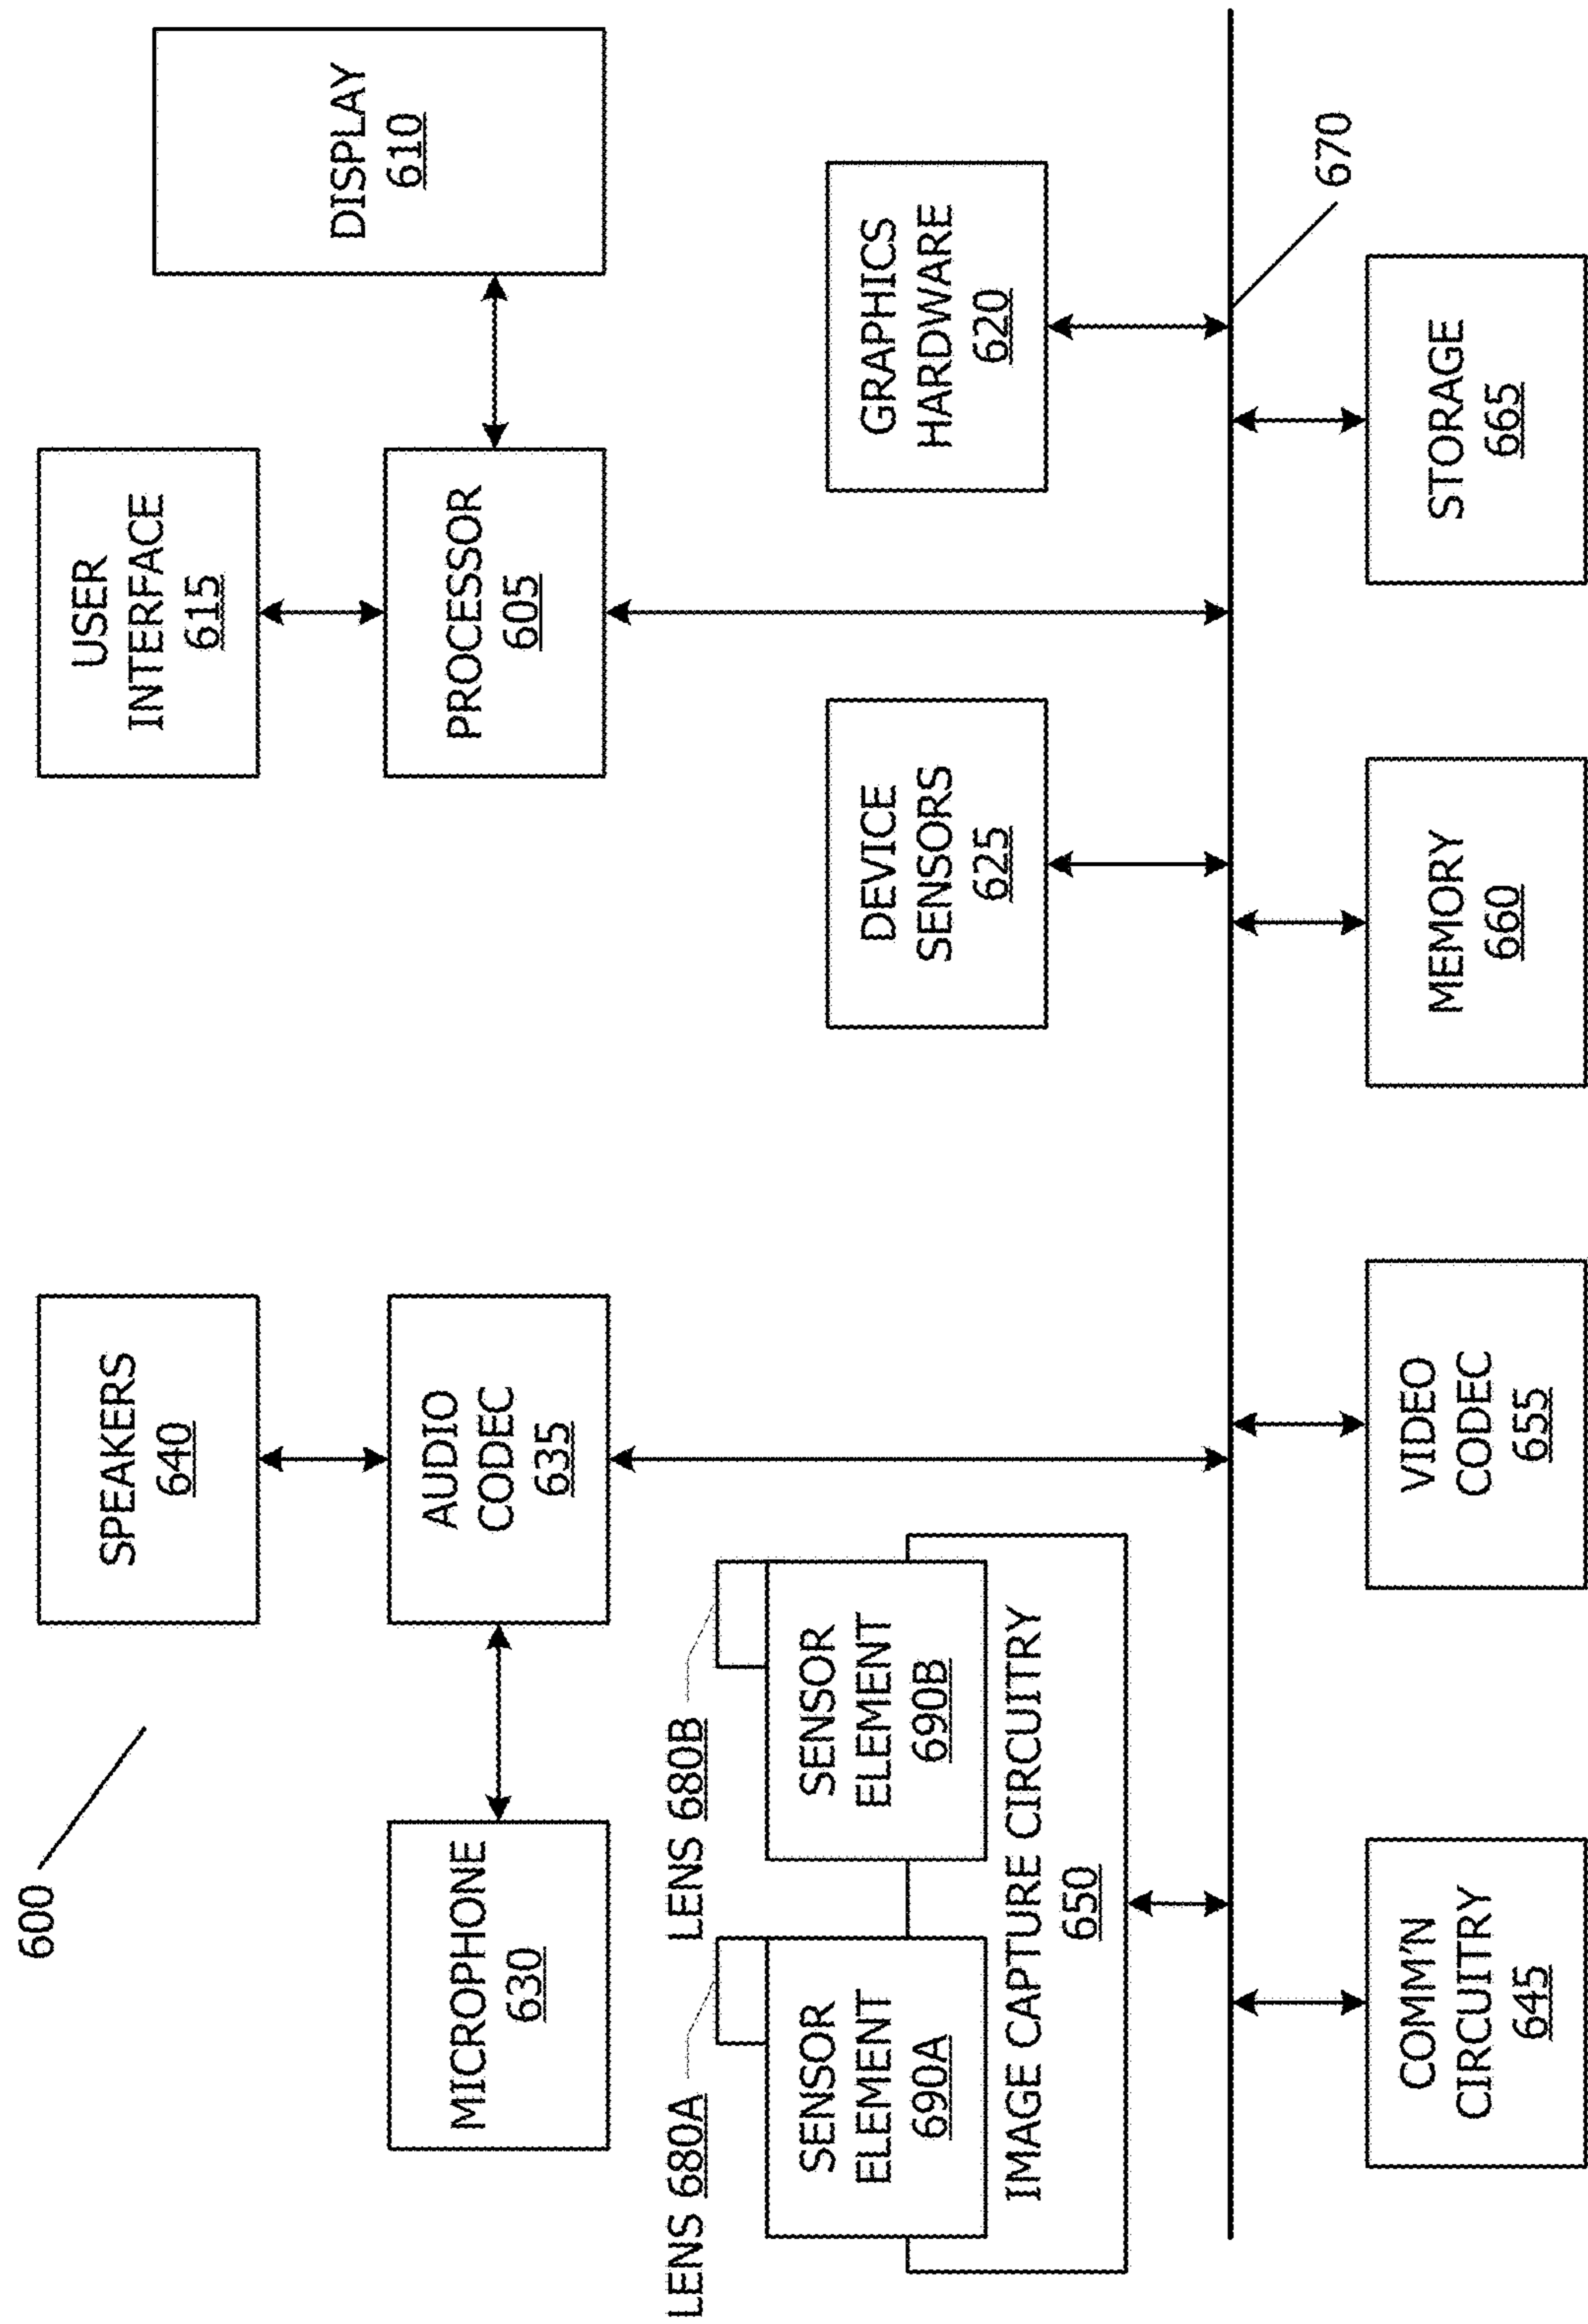 600
SPEAKERS
640
USER
INTERFACE
615
MICROPHONE
630
AUDIO
CODEC
635
PROCESSOR
605
DISPLAY
610
LENS 680A
LENS 680B
SENSOR
ELEMENT
690A
SENSOR
ELEMENT
690B
IMAGE CAPTURE CIRCUITRY
650
DEVICE
SENSORS
625
GRAPHICS
HARDWARE
620
670
COMM'N
CIRCUITRY
645
VIDEO
CODEC
655
MEMORY
660
STORAGE
665